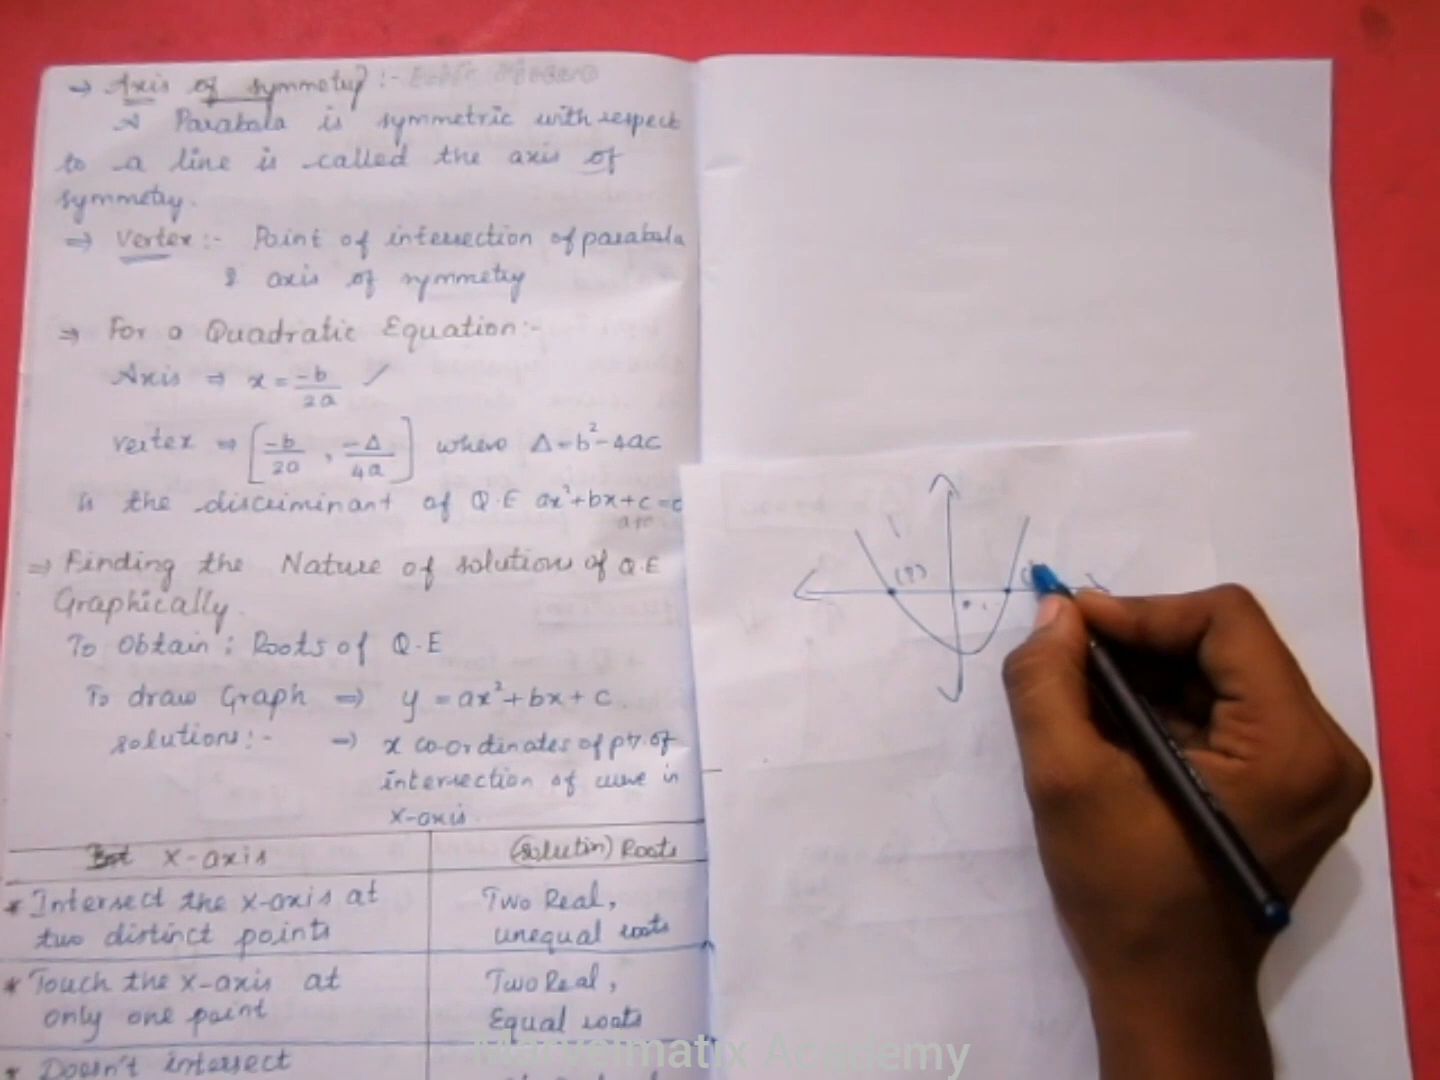 → Axis of symmetry :-
A Parabola is symmetric with respect
to a line is called the axis of
symmetry.
⇒ Vertex :- Point of intersection of parabola
& axis of symmetry
⇒ For a Quadratic Equation :-
Axis ⇒ x = -b/2a ✓
vertex ⇒ [-b/2a , -Δ/4a] where Δ = b² - 4ac
is the discriminant of Q.E ax² + bx + c = 0
a≠0
⇒ Finding the Nature of solution of Q.E
Graphically.
To Obtain : Roots of Q.E
To draw Graph ⇒ y = ax² + bx + c
solutions :- ⇒ x co-ordinates of pt. of
intersection of curve in
X-axis.
X-axis (solutin) Roots
* Intersect the x-axis at Two Real,
two distinct points unequal roots
* Touch the x-axis at Two Real,
only one point Equal roots
* Doesn't intersect
Marvelmatix Academy